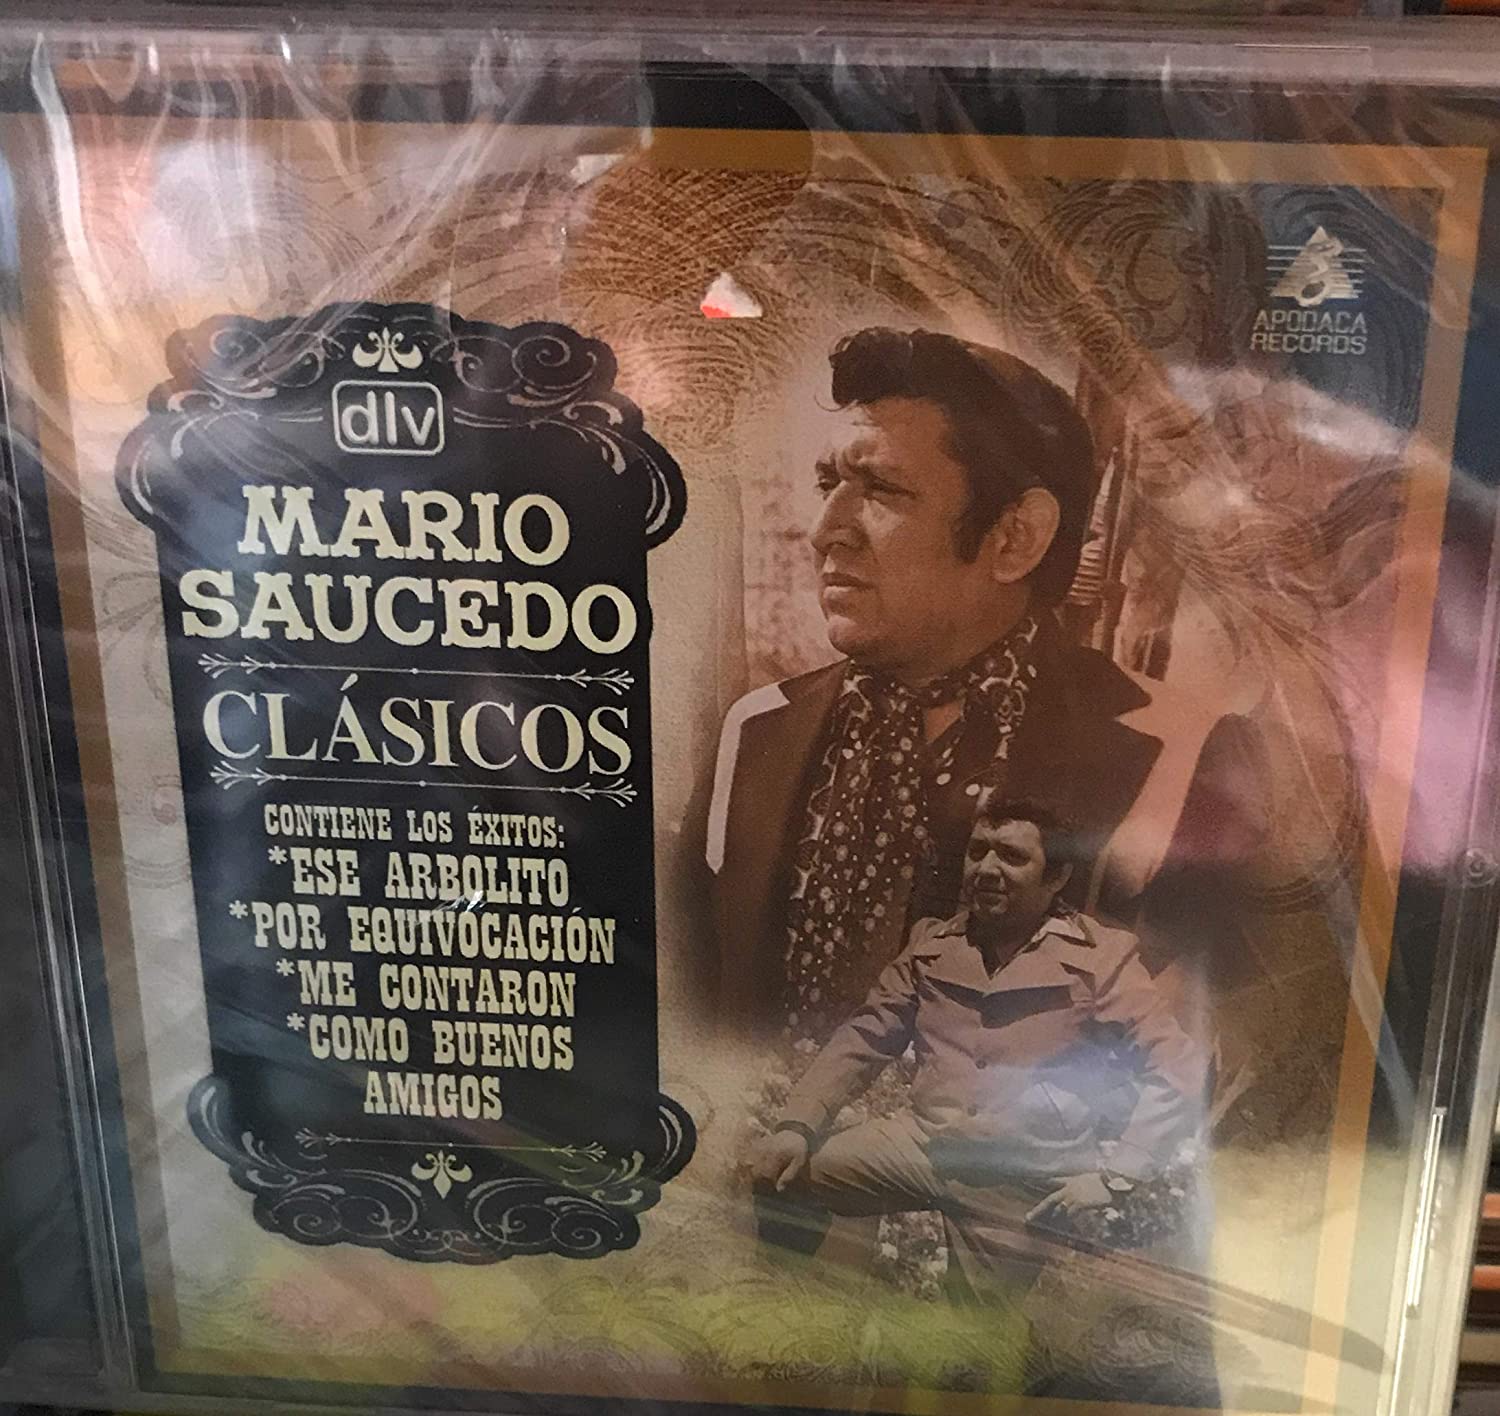 APODACA
RECORDS
dlv
MARIO
SAUCEDO
CLÁSICOS
CONTIENE LOS ÉXITOS:
*ESE ARBOLITO
*POR EQUIVOCACIÓN
*ME CONTARON
*COMO BUENOS
AMIGOS